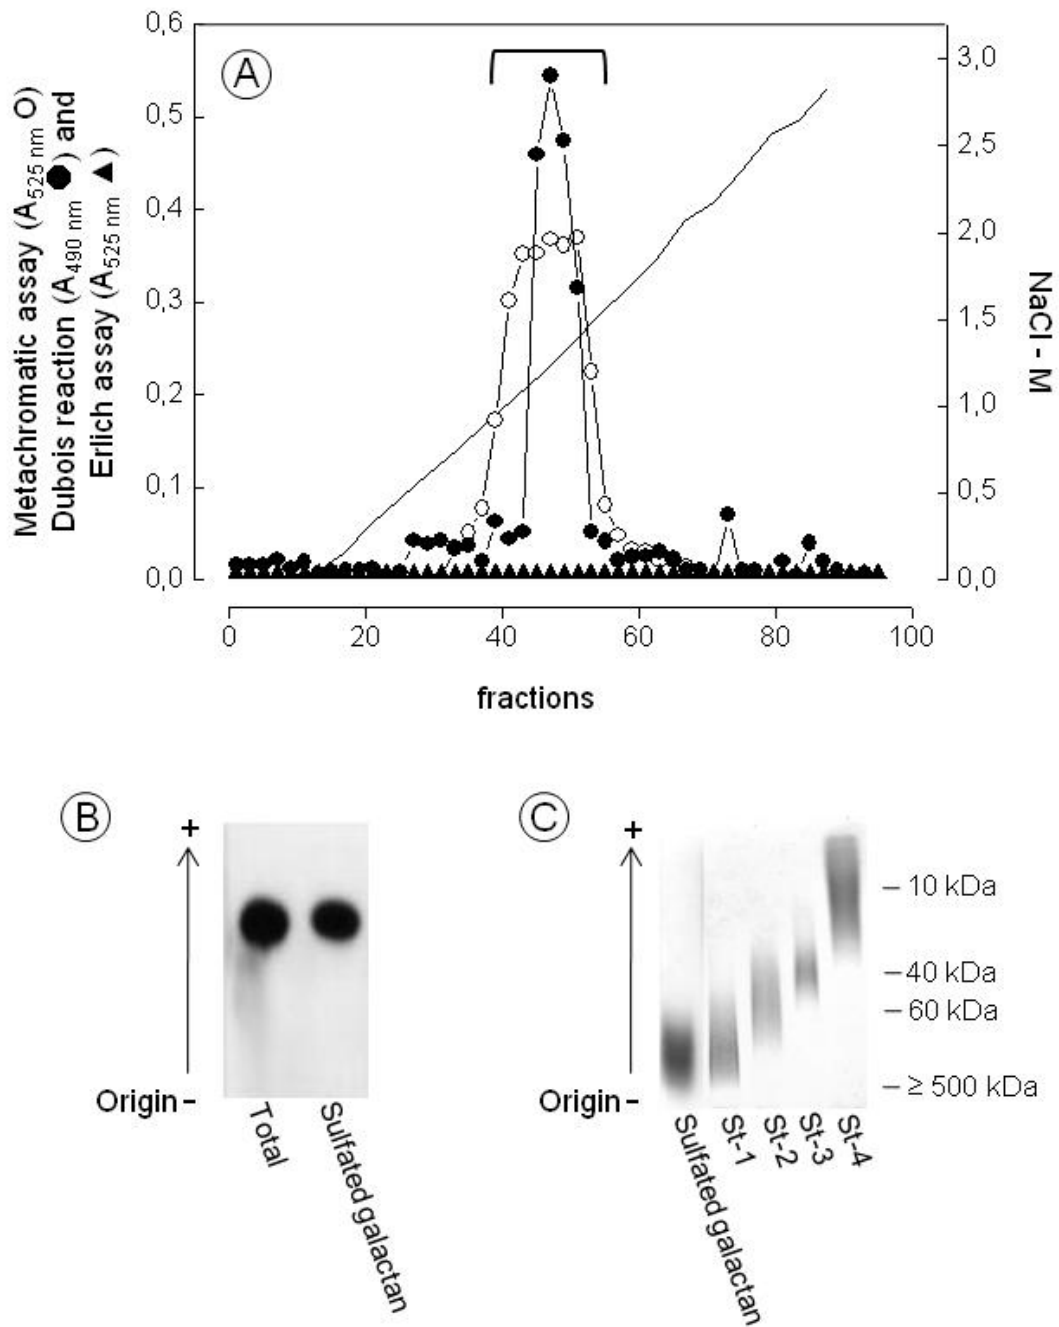 A
Metachromatic assay (A525 nm O)
Dubois reaction (A490 nm ●) and
Erlich assay (A525 nm ▲)
0,6
0,5
0,4
0,3
0,2
0,1
0,0
3,0
2,5
2,0
1,5
1,0
0,5
0,0
NaCl - M
0 20 40 60 80 100
fractions
B
+
Origin –
Total
Sulfated galactan
C
+
Origin –
– 10 kDa
– 40 kDa
– 60 kDa
– ≥ 500 kDa
Sulfated galactan
St-1
St-2
St-3
St-4